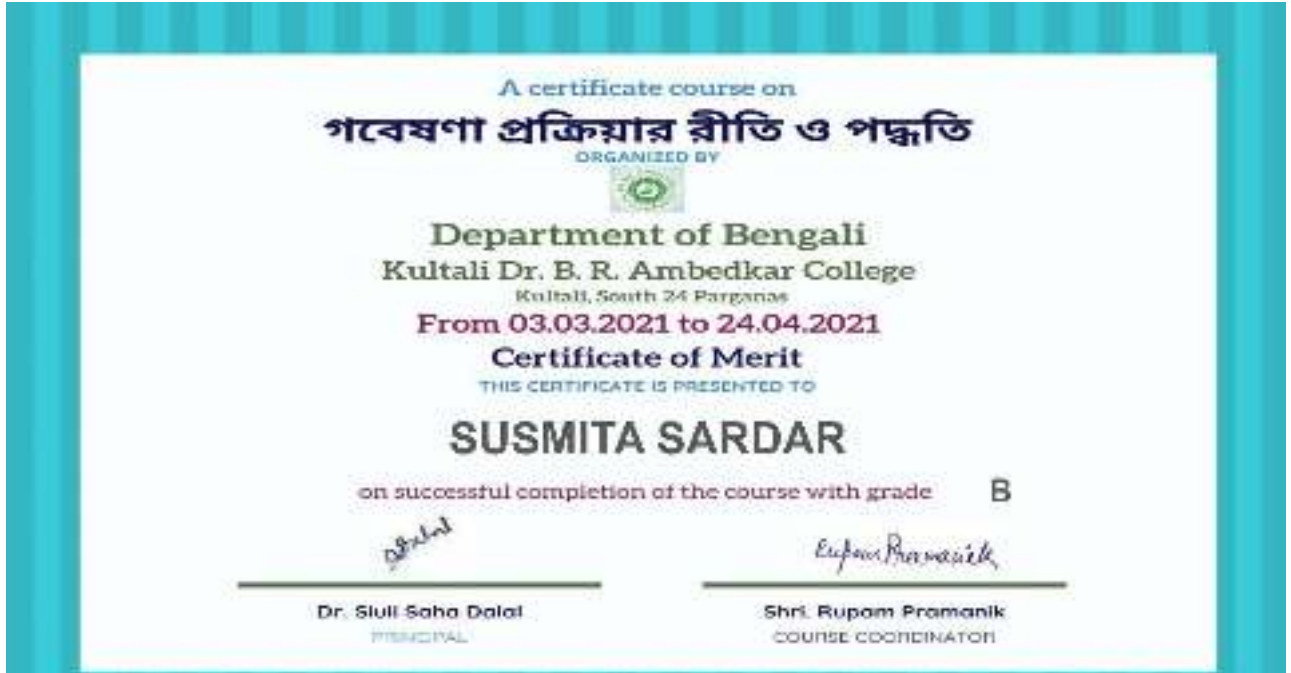 A certificate course on
গবেষণা প্রক্রিয়ার রীতি ও পদ্ধতি
ORGANIZED BY
Department of Bengali
Kultali Dr. B. R. Ambedkar College
Kultali, South 24 Parganas
From 03.03.2021 to 24.04.2021
Certificate of Merit
THIS CERTIFICATE IS PRESENTED TO
SUSMITA SARDAR
on successful completion of the course with grade B
Rupam Pramanik
Dr. Siuli Saha Dalal
Shri. Rupam Pramanik
PRINCIPAL
COURSE COORDINATOR